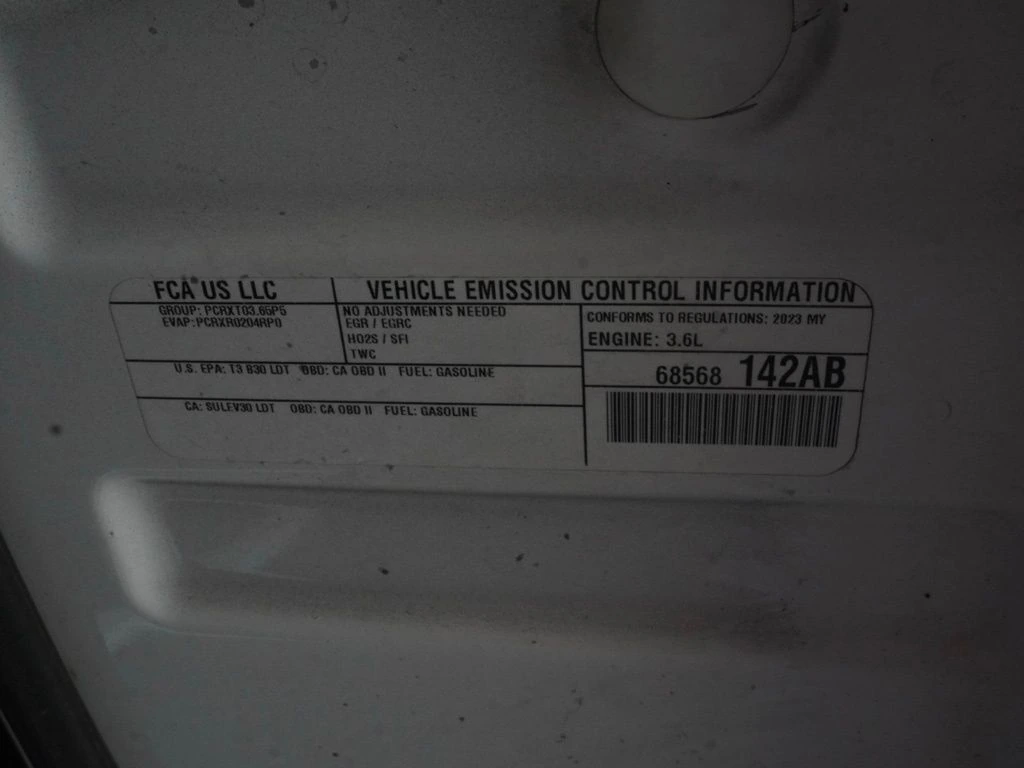 FCA US LLC
VEHICLE EMISSION CONTROL INFORMATION
GROUP: PCRXT03.65P5
EVAP: PCRXR0204RP0
NO ADJUSTMENTS NEEDED
EGR / EGRC
HO2S / SFI
TWC
CONFORMS TO REGULATIONS: 2023 MY
ENGINE: 3.6L
U.S. EPA: T3 B30 LDT OBD: CA OBD II FUEL: GASOLINE
68568 142AB
CA: SULEV30 LDT OBD: CA OBD II FUEL: GASOLINE